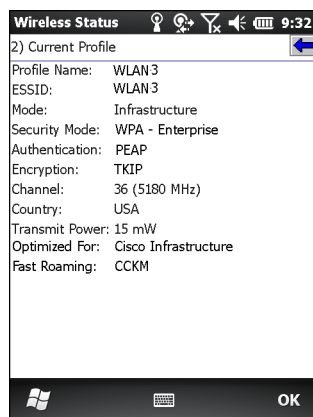 Wireless Status 9:32
2) Current Profile
Profile Name: WLAN3
ESSID: WLAN3
Mode: Infrastructure
Security Mode: WPA - Enterprise
Authentication: PEAP
Encryption: TKIP
Channel: 36 (5180 MHz)
Country: USA
Transmit Power: 15 mW
Optimized For: Cisco Infrastructure
Fast Roaming: CCKM
OK